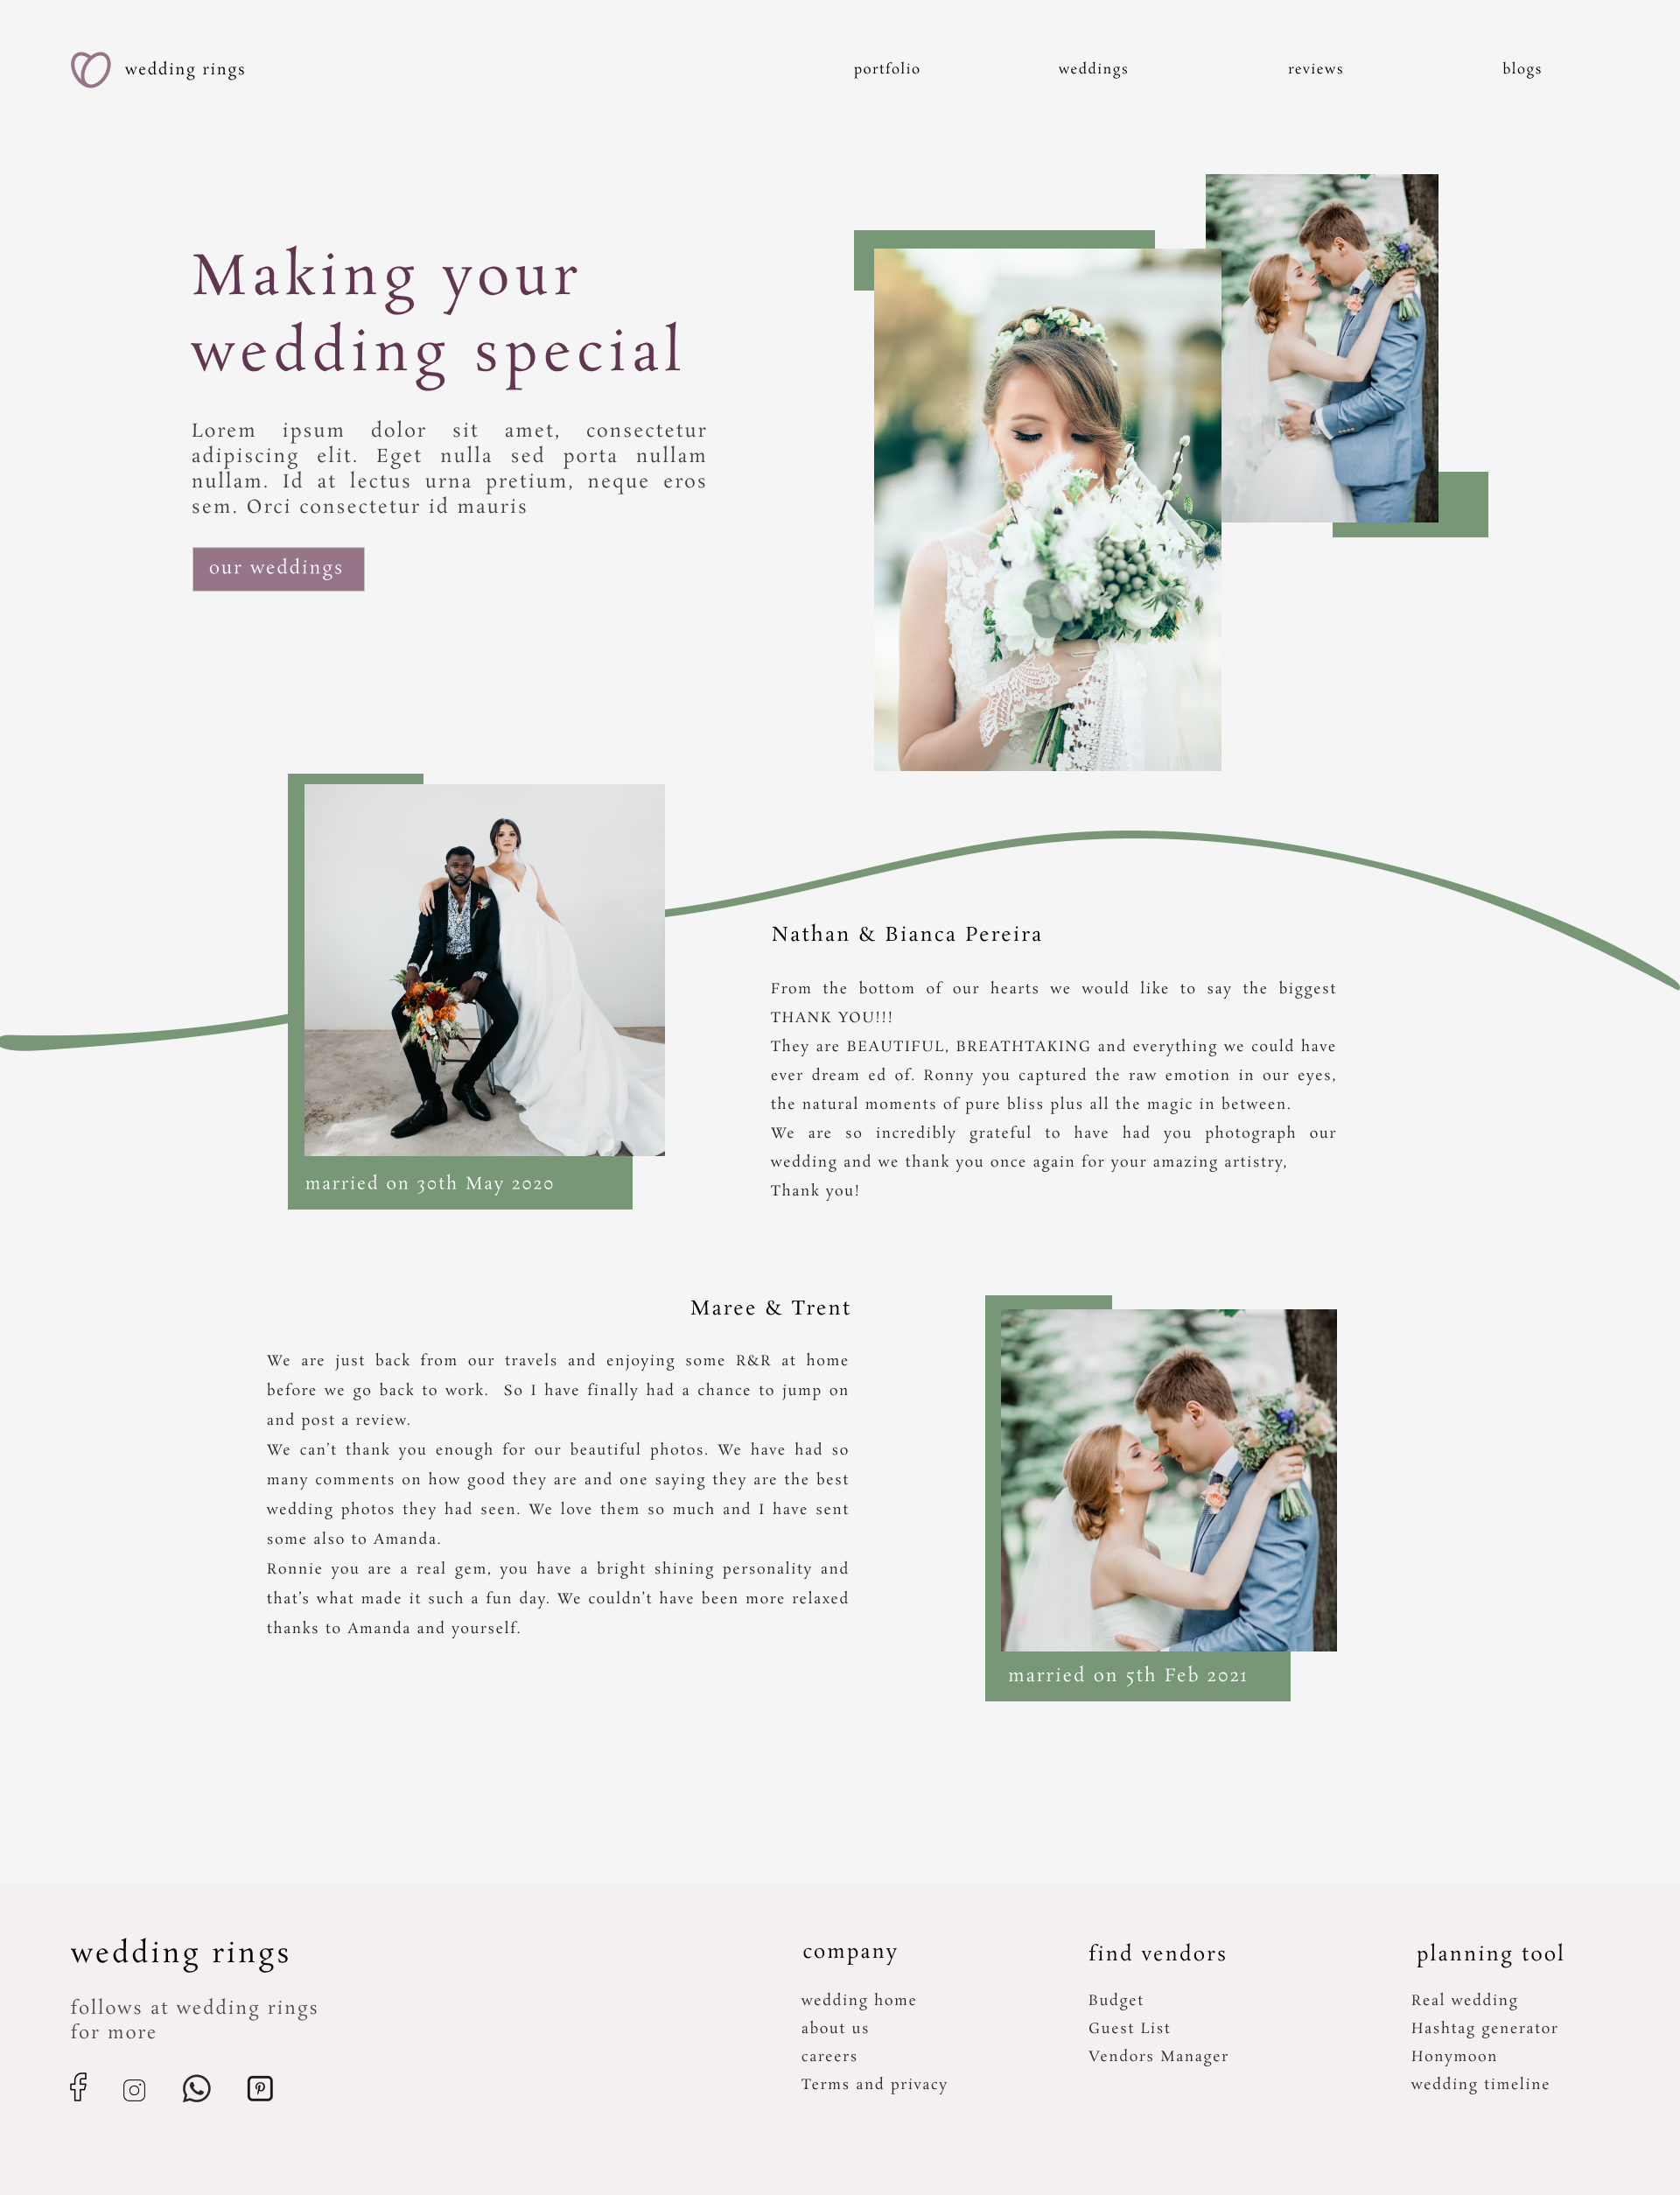 wedding rings
portfolio
weddings
reviews
blogs
Making your
wedding special
Lorem ipsum dolor sit amet, consectetur
adipiscing elit. Eget nulla sed porta nullam
nullam. Id at lectus urna pretium, neque eros
sem. Orci consectetur id mauris
our weddings
Nathan & Bianca Pereira
From the bottom of our hearts we would like to say the biggest
THANK YOU!!!
They are BEAUTIFUL, BREATHTAKING and everything we could have
ever dream ed of. Ronny you captured the raw emotion in our eyes,
the natural moments of pure bliss plus all the magic in between.
We are so incredibly grateful to have had you photograph our
wedding and we thank you once again for your amazing artistry,
Thank you!
married on 30th May 2020
Maree & Trent
We are just back from our travels and enjoying some R&R at home
before we go back to work.  So I have finally had a chance to jump on
and post a review.
We can’t thank you enough for our beautiful photos. We have had so
many comments on how good they are and one saying they are the best
wedding photos they had seen. We love them so much and I have sent
some also to Amanda.
Ronnie you are a real gem, you have a bright shining personality and
that’s what made it such a fun day. We couldn’t have been more relaxed
thanks to Amanda and yourself.
married on 5th Feb 2021
wedding rings
follows at wedding rings
for more
company
wedding home
about us
careers
Terms and privacy
find vendors
Budget
Guest List
Vendors Manager
planning tool
Real wedding
Hashtag generator
Honymoon
wedding timeline